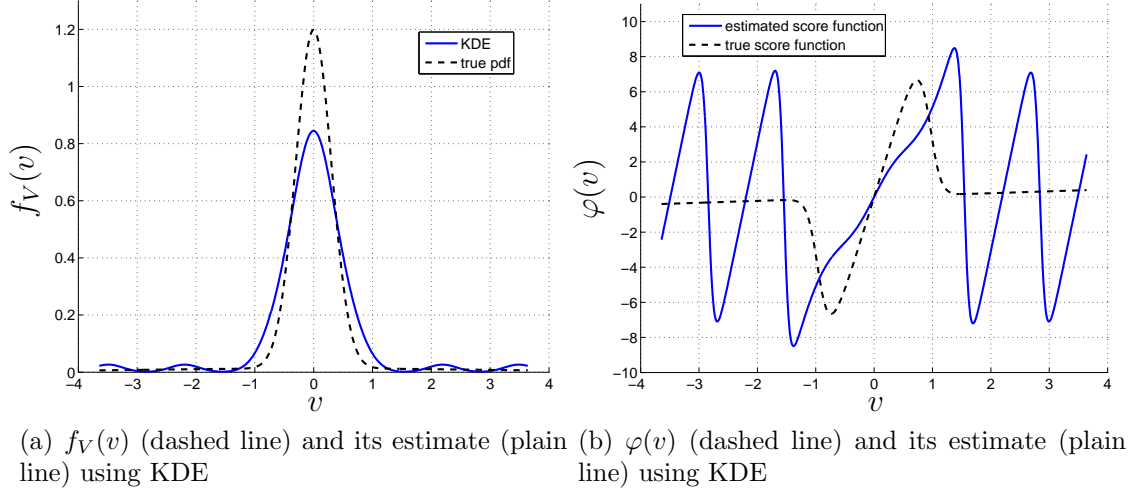 1.2
1
0.8
0.6
0.4
0.2
0
−4
−3
−2
−1
0
1
2
3
4
f_V(v)
v
KDE
true pdf
10
8
6
4
2
0
−2
−4
−6
−8
−10
−3
−2
−1
0
1
2
3
4
φ(v)
v
estimated score function
true score function
(a) f_V(v) (dashed line) and its estimate (plain
line) using KDE
(b) φ(v) (dashed line) and its estimate (plain
line) using KDE